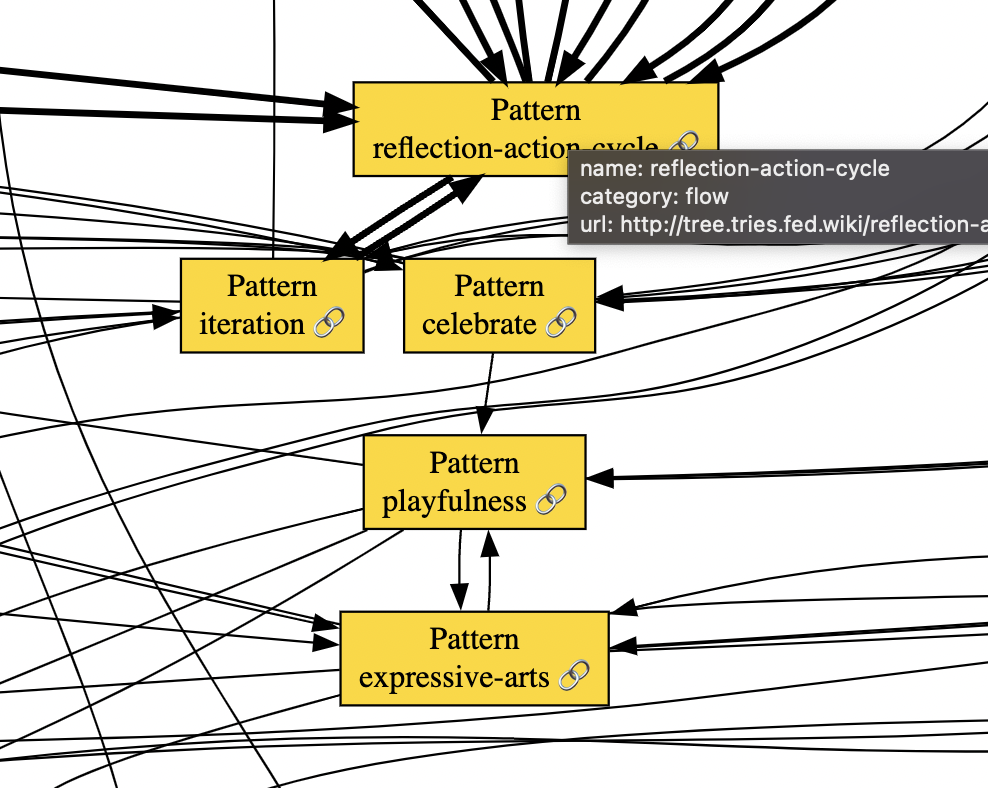 Pattern
reflection-action-cycle
name: reflection-action-cycle
category: flow
url: http://tree.tries.fed.wiki/reflection-a
Pattern
iteration
Pattern
celebrate
Pattern
playfulness
Pattern
expressive-arts